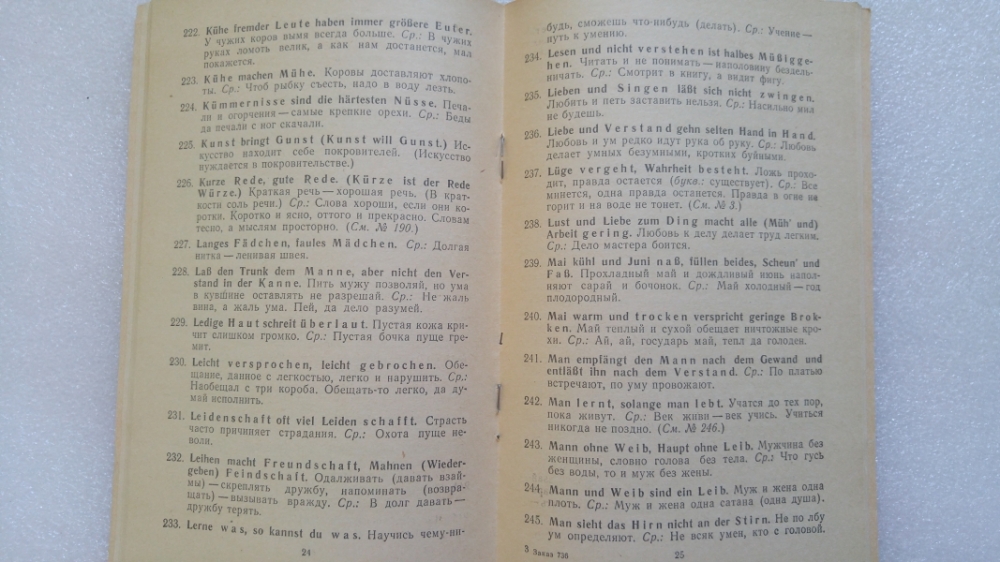 222. Kühe fremder Leute haben immer größere Euter.
У чужих коров вымя всегда больше. Ср.: В чужих
руках ломоть велик, а как нам достанется, мал
покажется.
223. Kühe machen Mühe. Коровы доставляют хлопо-
ты. Ср.: Чтоб рыбку съесть, надо в воду лезть.
224. Kümmernisse sind die härtesten Nüsse. Печа-
ли в огорчения — самые крепкие орехи. Ср.: Беды
да печали с ног скачали.
225. Kunst bringt Gunst (Kunst will Gunst.) Ис-
кусство находит себе покровителей. (Искусство
нуждается в покровительстве.)
226. Kurze Rede, gute Rede. (Kürze ist der Rede
Würze.) Краткая речь — хорошая речь. (В крат-
кости соль речи.) Ср.: Слова хороши, если они ко-
ротки. Коротко и ясно, оттого и прекрасно. Словам
тесно, а мыслям просторно. (См. № 190.)
227. Langes Fädchen, faules Mädchen. Ср.: Долгая
нитка — ленивая швея.
228. Laß den Trunk dem Manne, aber nicht den Ver-
stand in der Kanne. Пить мужу позволяй, но ума
в кувшине оставлять не разрешай. Ср.: Не жаль
вина, а жаль ума. Пей, да дело разумей.
229. Ledige Haut schreit überlaut. Пустая кожа кри-
чит слишком громко. Ср.: Пустая бочка пуще гре-
мит.
230. Leicht versprochen, leicht gebrochen. Обе-
щание, данное с легкостью, легко и нарушить. Ср.:
Наобещал с три короба. Обещать-то легко, да ду-
май исполнить.
231. Leidenschaft oft viel Leiden schafft. Страсть
часто причиняет страдания. Ср.: Охота пуще не-
воли.
232. Leihen macht Freundschaft, Mahnen (Wieder-
geben) Feindschaft. Одалживать (давать взай-
мы) — скреплять дружбу, напоминать (возвра-
щать) — вызывать вражду. Ср.: В долг давать —
дружбу терять.
233. Lerne was, so kannst du was. Научись чему-ни-
24
будь, сможешь что-нибудь (делать). Ср.: Учение —
путь к умению.
234. Lesen und nicht verstehen ist halbes Müßigge-
hen. Читать и не понимать — наполовину бездель-
ничать. Ср.: Смотрит в книгу, а видит фигу.
235. Lieben und Singen läßt sich nicht zwingen.
Любить и петь заставить нельзя. Ср.: Насильно мил
не будешь.
236. Liebe und Verstand gehn selten Hand in Hand.
Любовь и ум редко идут рука об руку. Ср.: Любовь
делает умных безумными, кротких буйными.
237. Lüge vergeht, Wahrheit besteht. Ложь прохо-
дит, правда остается (букв.: существует). Ср.: Все
минется, одна правда останется. Правда в огне не
горит и на воде не тонет. (См. № 3.)
238. Lust und Liebe zum Ding macht alle (Müh' und)
Arbeit gering. Любовь к делу делает труд легким.
Ср.: Дело мастера боится.
239. Mai kühl und Juni naß, füllen beides, Scheun' und
Faß. Прохладный май и дождливый июнь напол-
няют сарай и бочонок. Ср.: Май холодный — год
плодородный.
240. Mai warm und trocken verspricht geringe Brok-
ken. Май теплый и сухой обещает ничтожные кро-
хи. Ср.: Ай, ай, государь май, тепл да голоден.
241. Man empfängt den Mann nach dem Gewand und
entläßt ihn nach dem Verstand. Ср.: По платью
встречают, по уму провожают.
242. Man lernt, solange man lebt. Учатся до тех пор,
пока живут. Ср.: Век живи — век учись. Учиться
никогда не поздно. (См. № 246.)
243. Mann ohne Weib, Haupt ohne Leib. Мужчина без
женщины, словно голова без тела. Ср.: Что гусь
без воды, то и муж без жены.
244. Mann und Weib sind ein Leib. Муж и жена одна
плоть. Ср.: Муж и жена одна сатана (одна душа).
245. Man sieht das Hirn nicht an der Stirn. Не по лбу
ум определяют. Ср.: Не всяк умен, кто с головой.
3 Заказ 730
25